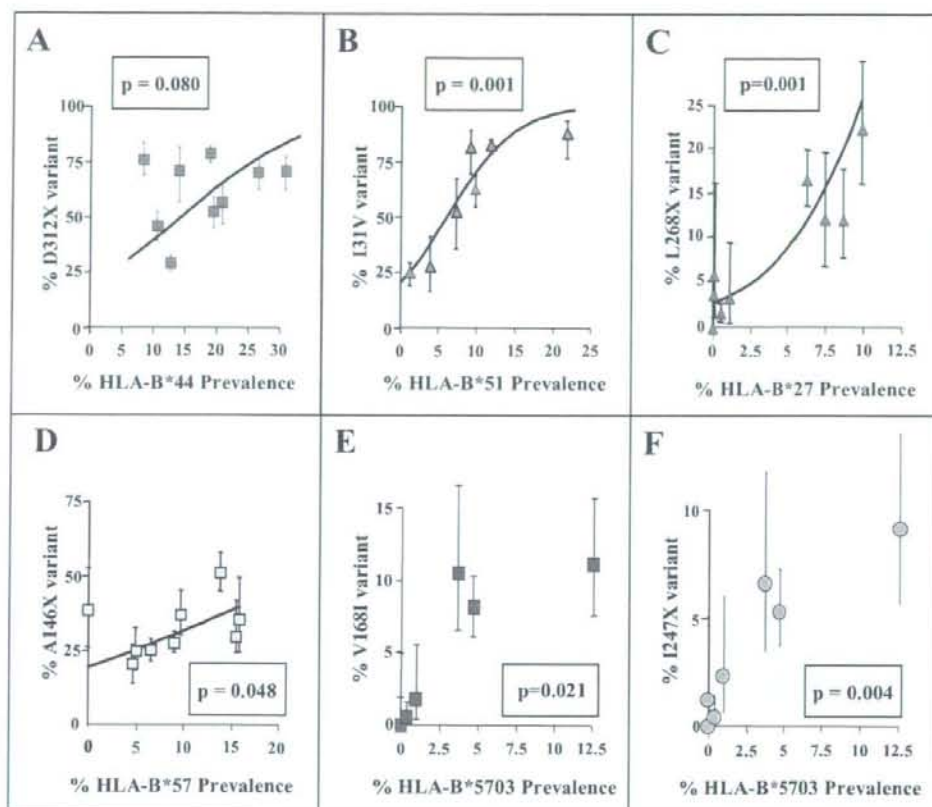 A
p = 0.080
% D312X variant
100
75
50
25
0
0 5 10 15 20 25 30
% HLA-B*44 Prevalence
B
p = 0.001
% I31V variant
100
75
50
25
0
0 5 10 15 20 25
% HLA-B*51 Prevalence
C
p=0.001
% L268X variant
25
20
15
10
5
0
0 2.5 5 7.5 10 12.5
% HLA-B*27 Prevalence
D
% A146X variant
75
50
25
0
p = 0.048
0 5 10 15 20
% HLA-B*57 Prevalence
E
% V168I variant
15
10
5
0
p=0.021
0 2.5 5 7.5 10 12.5
% HLA-B*5703 Prevalence
F
% I247X variant
10
5
0
p = 0.004
0 2.5 5 7.5 10 12.5
% HLA-B*5703 Prevalence